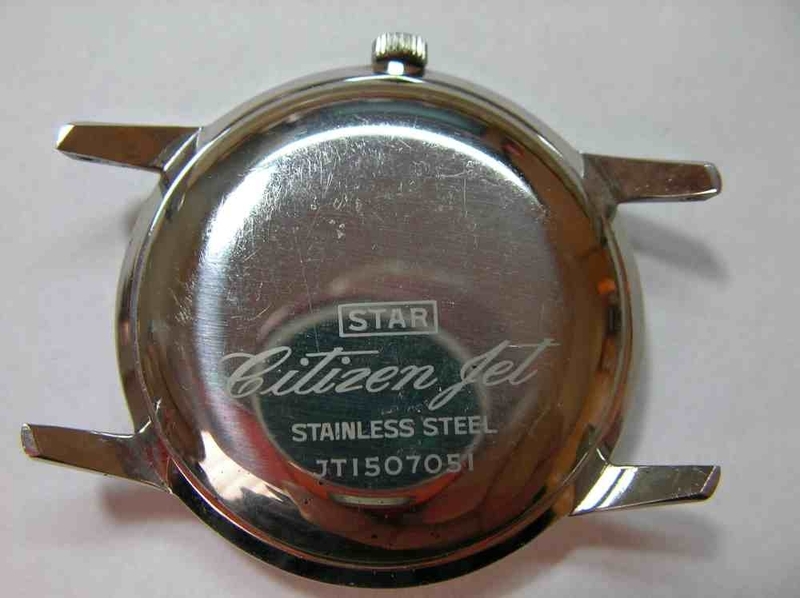 STAR
Citizen Jet
STAINLESS STEEL
JT1507051